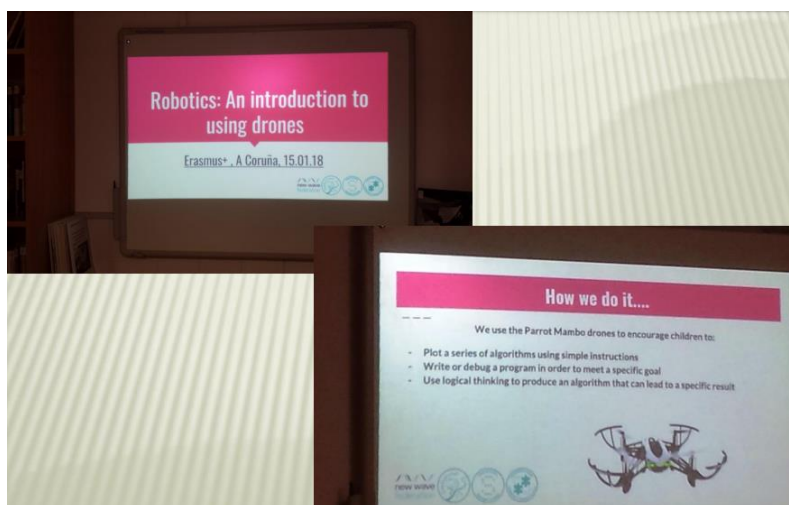 Robotics: An introduction to
using drones
Erasmus+ , A Coruña, 15.01.18
new wave
How we do it....
We use the Parrot Mambo drones to encourage children to:
- Plot a series of algorithms using simple instructions
- Write or debug a program in order to meet a specific goal
- Use logical thinking to produce an algorithm that can lead to a specific result
new wave
federation